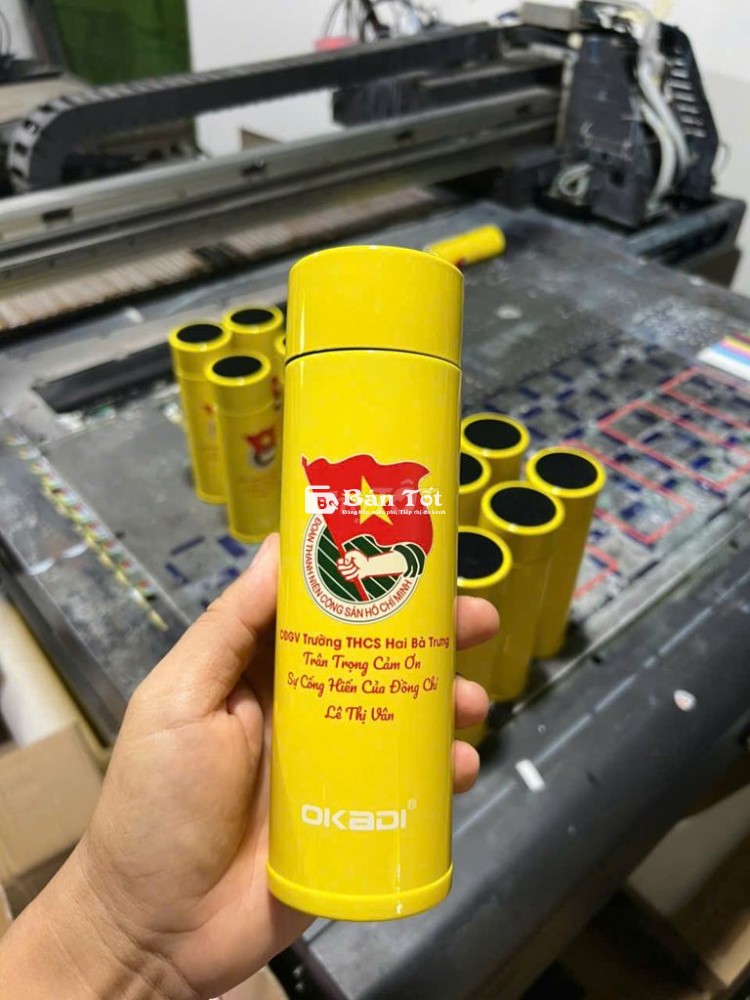 Bán Tốt
ĐOÀN THANH NIÊN CỘNG SẢN HỒ CHÍ MINH
CĐGV Trường THCS Hai Bà Trưng
Trân Trọng Cảm Ơn
Sự Cống Hiến Của Đồng Chí
Lê Thị Vân
OKADI®